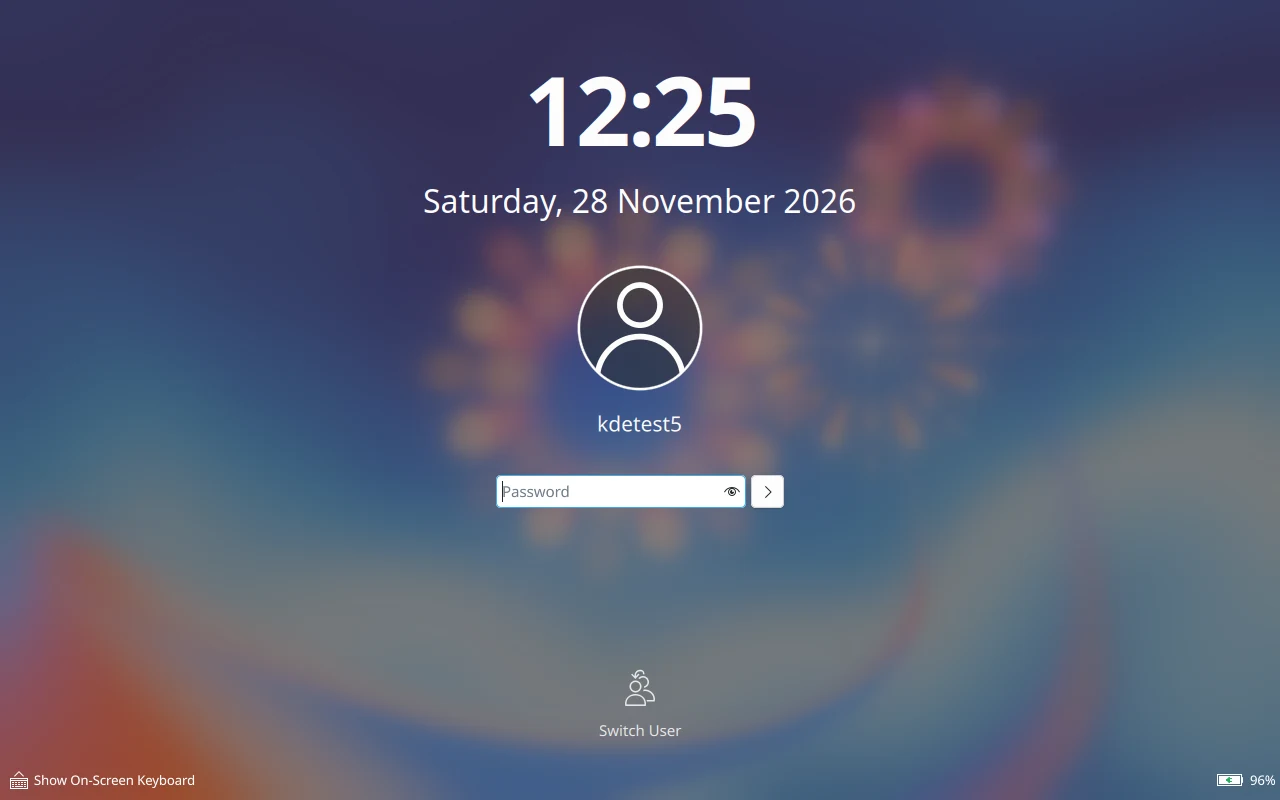 12:25
Saturday, 28 November 2026
kdetest5
Password
Switch User
Show On-Screen Keyboard
96%